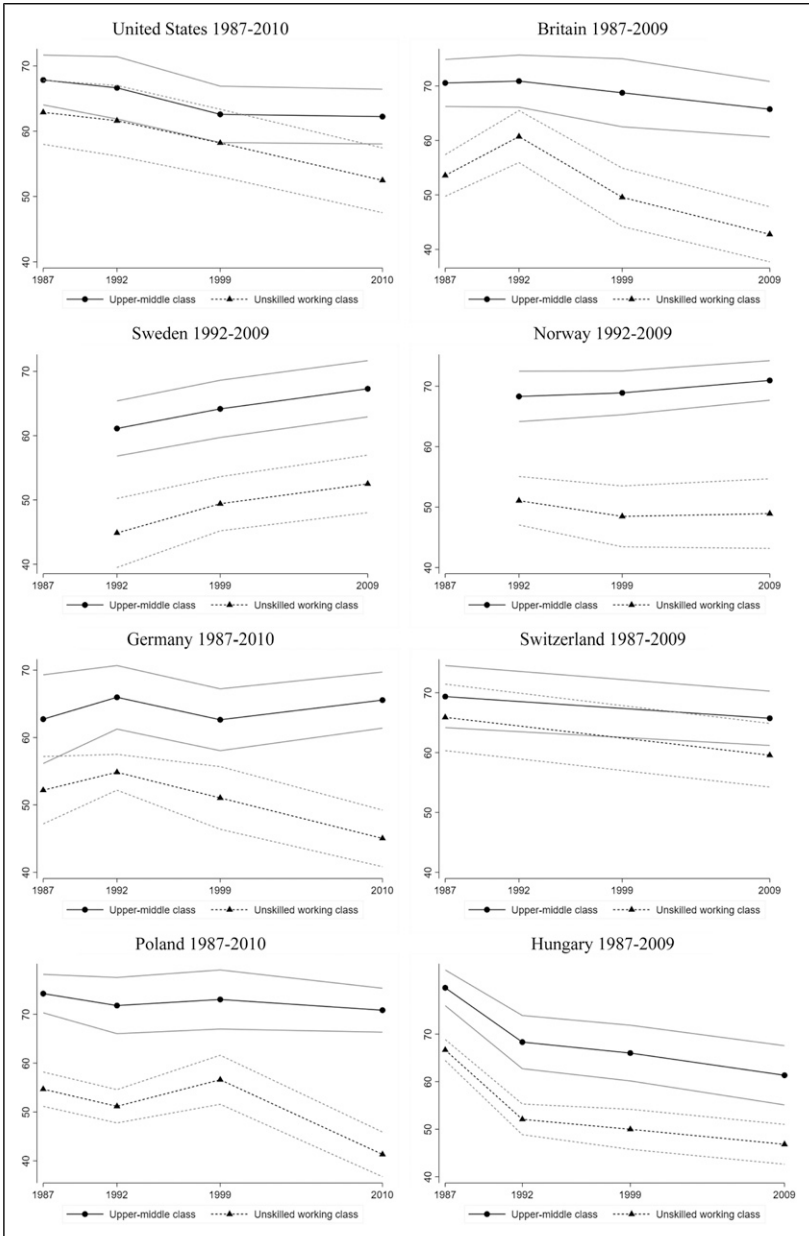 United States 1987-2010
70
60
50
40
1987 1992 1999 2010
Upper-middle class Unskilled working class
Britain 1987-2009
70
60
50
40
1987 1992 1999 2009
Upper-middle class Unskilled working class
Sweden 1992-2009
70
60
50
40
1987 1992 1999 2009
Upper-middle class Unskilled working class
Norway 1992-2009
70
60
50
40
1987 1992 1999 2009
Upper-middle class Unskilled working class
Germany 1987-2010
70
60
50
40
1987 1992 1999 2010
Upper-middle class Unskilled working class
Switzerland 1987-2009
70
60
50
40
1987 1999 2009
Upper-middle class Unskilled working class
Poland 1987-2010
70
60
50
40
1987 1992 1999 2010
Upper-middle class Unskilled working class
Hungary 1987-2009
70
60
50
40
1987 1992 1999 2009
Upper-middle class Unskilled working class